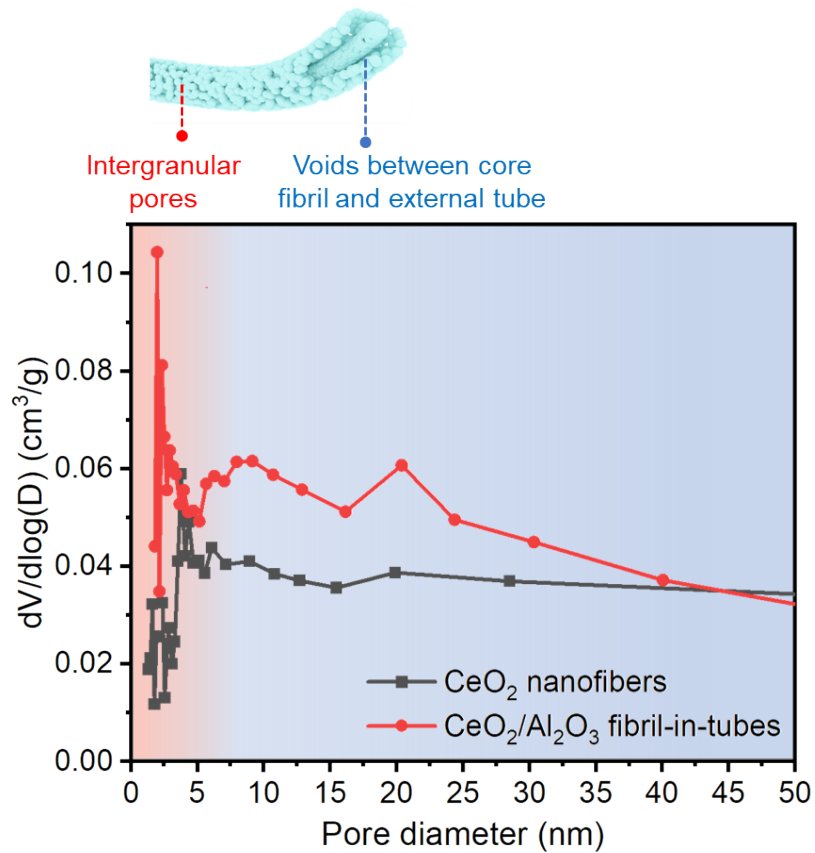 Intergranular
pores
Voids between core
fibril and external tube
dV/dlog(D) (cm³/g)
0.10
0.08
0.06
0.04
0.02
0.00
CeO₂ nanofibers
CeO₂/Al₂O₃ fibril-in-tubes
0 5 10 15 20 25 30 35 40 45 50
Pore diameter (nm)